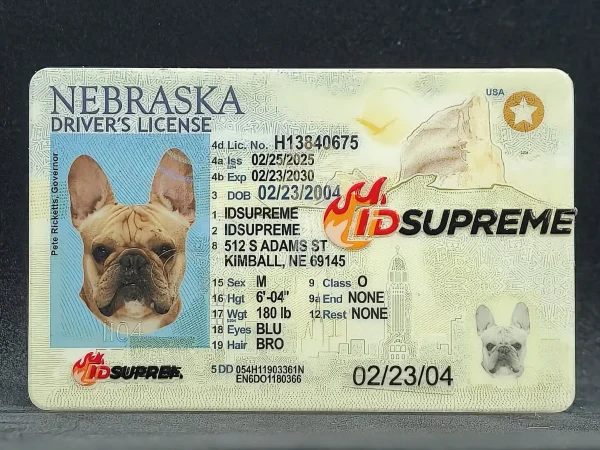 NEBRASKA
DRIVER'S LICENSE
USA
Pete Ricketts, Governor
4d Lic. No. H13840675
4a Iss 02/25/2025
4b Exp 02/23/2030
3 DOB 02/23/2004
1 IDSUPREME
2 IDSUPREME
8 512 S ADAMS ST
KIMBALL, NE 69145
15 Sex M 9 Class O
16 Hgt 6'-04" 9a End NONE
17 Wgt 180 lb 12 Rest NONE
18 Eyes BLU
19 Hair BRO
5 DD 054H11903361N
EN6DO1180366
02/23/04
IDSUPREME